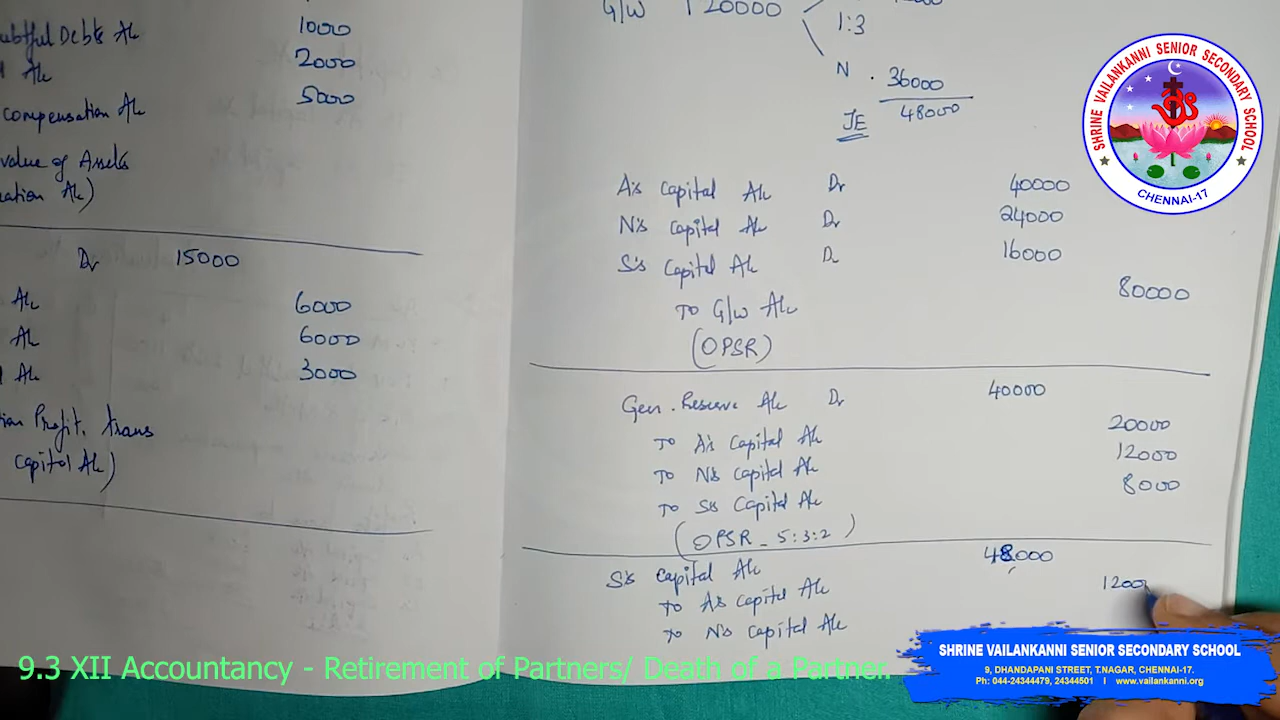 1000
Debts A/c
2000
A/c
5000
compensation A/c
value of Assets
A/c)
Dr 15000
A/c 6000
A/c 6000
A/c 3000
Profit. trans
Capital A/c)
G/W 120000
1:3
N. 36000
48000
JE
A's Capital A/c Dr 40000
N's Capital A/c Dr 24000
S's Capital A/c Dr 16000
To G/W A/c 80000
(OPSR)
Gen. Reserve A/c Dr 40000
To A's Capital A/c 20000
To N's Capital A/c 12000
To S's Capital A/c 8000
(OPSR - 5:3:2)
S's Capital A/c 48000
To A's Capital A/c 1200
To N's Capital A/c
SHRINE VAILANKANNI SENIOR SECONDARY SCHOOL
CHENNAI-17
9.3 XII Accountancy - Retirement of Partners/ Death of a Partner.
SHRINE VAILANKANNI SENIOR SECONDARY SCHOOL
9, DHANDAPANI STREET, T.NAGAR, CHENNAI-17.
Ph: 044-24344479, 24344501 I www.vailankanni.org